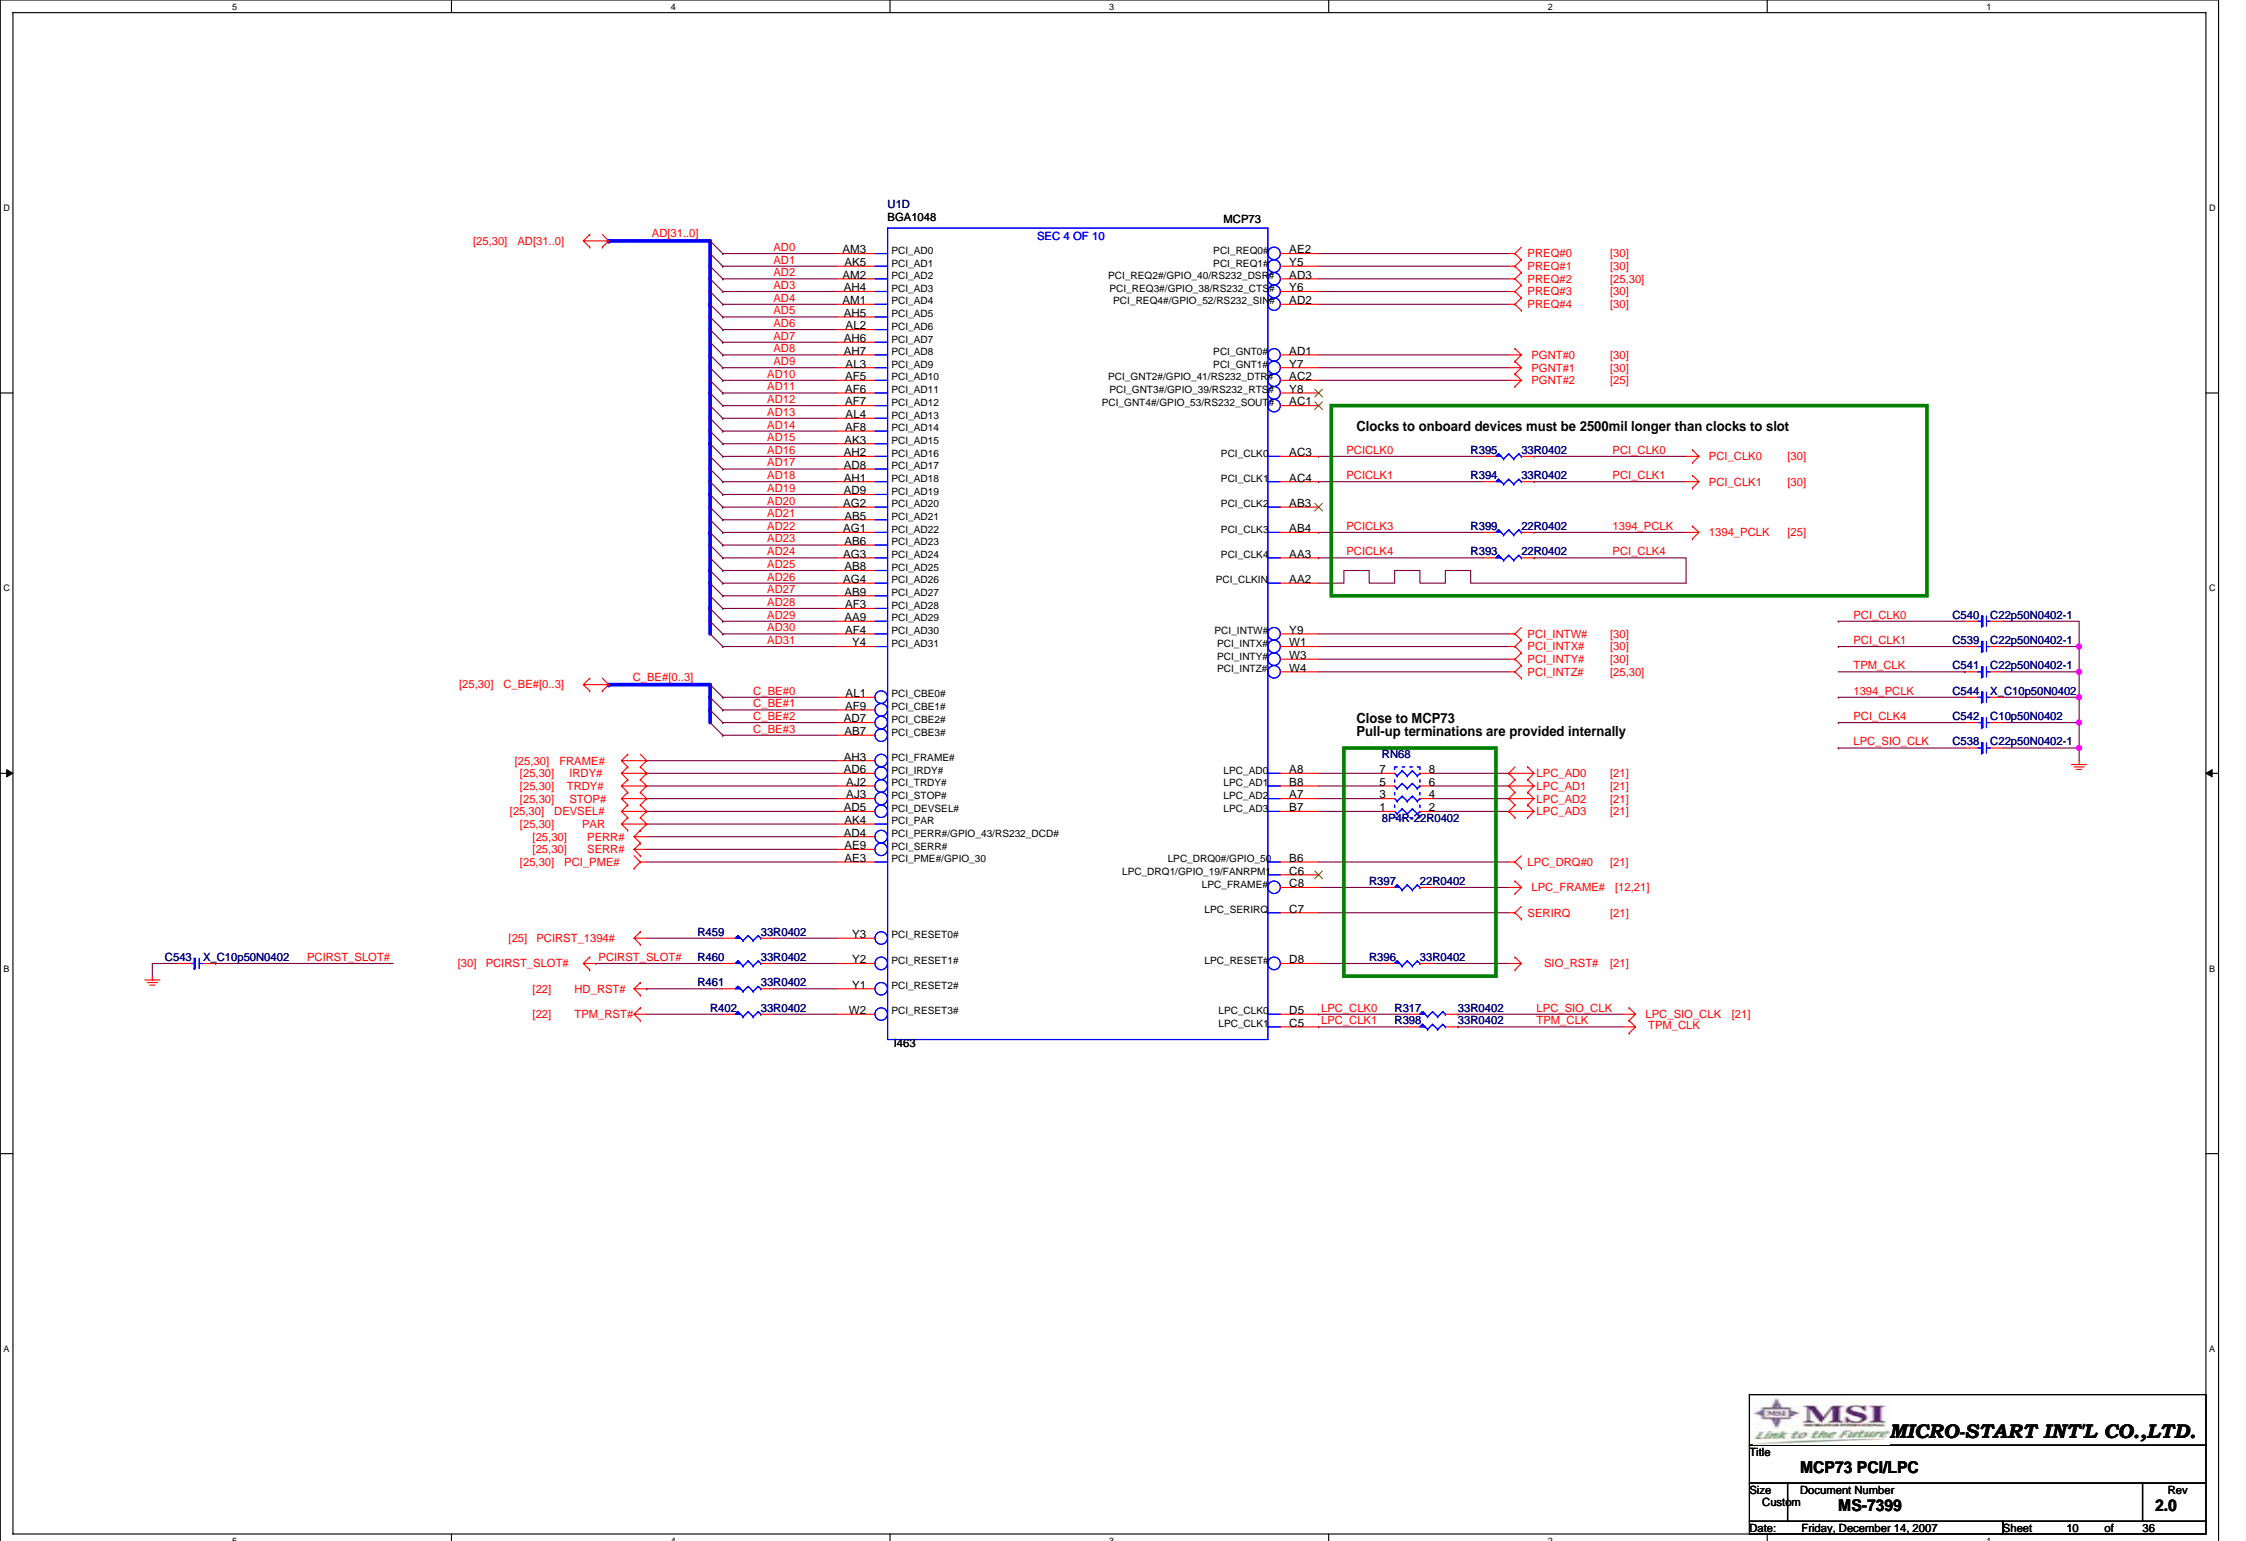 5 4 3 2 1
D D
C C
B B
A A
U1D
BGA1048 MCP73
SEC 4 OF 10
[25,30] AD[31..0] AD[31..0]
AD0 AM3 PCI_AD0
AD1 AK5 PCI_AD1
AD2 AM2 PCI_AD2
AD3 AH4 PCI_AD3
AD4 AM1 PCI_AD4
AD5 AH5 PCI_AD5
AD6 AL2 PCI_AD6
AD7 AH6 PCI_AD7
AD8 AH7 PCI_AD8
AD9 AL3 PCI_AD9
AD10 AF5 PCI_AD10
AD11 AF6 PCI_AD11
AD12 AF7 PCI_AD12
AD13 AL4 PCI_AD13
AD14 AF8 PCI_AD14
AD15 AK3 PCI_AD15
AD16 AH2 PCI_AD16
AD17 AD8 PCI_AD17
AD18 AH1 PCI_AD18
AD19 AD9 PCI_AD19
AD20 AG2 PCI_AD20
AD21 AB5 PCI_AD21
AD22 AG1 PCI_AD22
AD23 AB6 PCI_AD23
AD24 AG3 PCI_AD24
AD25 AB8 PCI_AD25
AD26 AG4 PCI_AD26
AD27 AB9 PCI_AD27
AD28 AF3 PCI_AD28
AD29 AA9 PCI_AD29
AD30 AF4 PCI_AD30
AD31 Y4 PCI_AD31
[25,30] C_BE#[0..3] C_BE#[0..3]
C_BE#0 AL1 PCI_CBE0#
C_BE#1 AF9 PCI_CBE1#
C_BE#2 AD7 PCI_CBE2#
C_BE#3 AB7 PCI_CBE3#
[25,30] FRAME# AH3 PCI_FRAME#
[25,30] IRDY# AD6 PCI_IRDY#
[25,30] TRDY# AJ2 PCI_TRDY#
[25,30] STOP# AJ3 PCI_STOP#
[25,30] DEVSEL# AD5 PCI_DEVSEL#
[25,30] PAR AK4 PCI_PAR
[25,30] PERR# AD4 PCI_PERR#/GPIO_43/RS232_DCD#
[25,30] SERR# AE9 PCI_SERR#
[25,30] PCI_PME# AE3 PCI_PME#/GPIO_30
[25] PCIRST_1394# R459 33R0402 Y3 PCI_RESET0#
C543 X_C10p50N0402 PCIRST_SLOT#
[30] PCIRST_SLOT# PCIRST_SLOT# R460 33R0402 Y2 PCI_RESET1#
[22] HD_RST# R461 33R0402 Y1 PCI_RESET2#
[22] TPM_RST# R402 33R0402 W2 PCI_RESET3#
I463
PCI_REQ0# AE2 PREQ#0 [30]
PCI_REQ1# Y5 PREQ#1 [30]
PCI_REQ2#/GPIO_40/RS232_DSR# AD3 PREQ#2 [25,30]
PCI_REQ3#/GPIO_38/RS232_CTS# Y6 PREQ#3 [30]
PCI_REQ4#/GPIO_52/RS232_SIN# AD2 PREQ#4 [30]
PCI_GNT0# AD1 PGNT#0 [30]
PCI_GNT1# Y7 PGNT#1 [30]
PCI_GNT2#/GPIO_41/RS232_DTR# AC2 PGNT#2 [25]
PCI_GNT3#/GPIO_39/RS232_RTS# Y8
PCI_GNT4#/GPIO_53/RS232_SOUT# AC1
Clocks to onboard devices must be 2500mil longer than clocks to slot
PCI_CLK0 AC3 PCICLK0 R395 33R0402 PCI_CLK0 PCI_CLK0 [30]
PCI_CLK1 AC4 PCICLK1 R394 33R0402 PCI_CLK1 PCI_CLK1 [30]
PCI_CLK2 AB3
PCI_CLK3 AB4 PCICLK3 R399 22R0402 1394_PCLK 1394_PCLK [25]
PCI_CLK4 AA3 PCICLK4 R393 22R0402 PCI_CLK4
PCI_CLKIN AA2
PCI_INTW# Y9 PCI_INTW# [30]
PCI_INTX# W1 PCI_INTX# [30]
PCI_INTY# W3 PCI_INTY# [30]
PCI_INTZ# W4 PCI_INTZ# [25,30]
PCI_CLK0 C540 C22p50N0402-1
PCI_CLK1 C539 C22p50N0402-1
TPM_CLK C541 C22p50N0402-1
1394_PCLK C544 X_C10p50N0402
PCI_CLK4 C542 C10p50N0402
LPC_SIO_CLK C538 C22p50N0402-1
Close to MCP73
Pull-up terminations are provided internally
RN68
LPC_AD0 A8 7 8 LPC_AD0 [21]
LPC_AD1 B8 5 6 LPC_AD1 [21]
LPC_AD2 A7 3 4 LPC_AD2 [21]
LPC_AD3 B7 1 2 LPC_AD3 [21]
8P4R-22R0402
LPC_DRQ0#/GPIO_50 B6 LPC_DRQ#0 [21]
LPC_DRQ1/GPIO_19/FANRPM1 C6
LPC_FRAME# C8 R397 22R0402 LPC_FRAME# [12,21]
LPC_SERIRQ C7 SERIRQ [21]
LPC_RESET# D8 R396 33R0402 SIO_RST# [21]
LPC_CLK0 D5 LPC_CLK0 R317 33R0402 LPC_SIO_CLK LPC_SIO_CLK [21]
LPC_CLK1 C5 LPC_CLK1 R398 33R0402 TPM_CLK TPM_CLK
MSI
Link to the Future
MICRO-START INT'L CO.,LTD.
Title
MCP73 PCI/LPC
Size Document Number Rev
Custom MS-7399 2.0
Date: Friday, December 14, 2007 Sheet 10 of 36
5 4 3 2 1